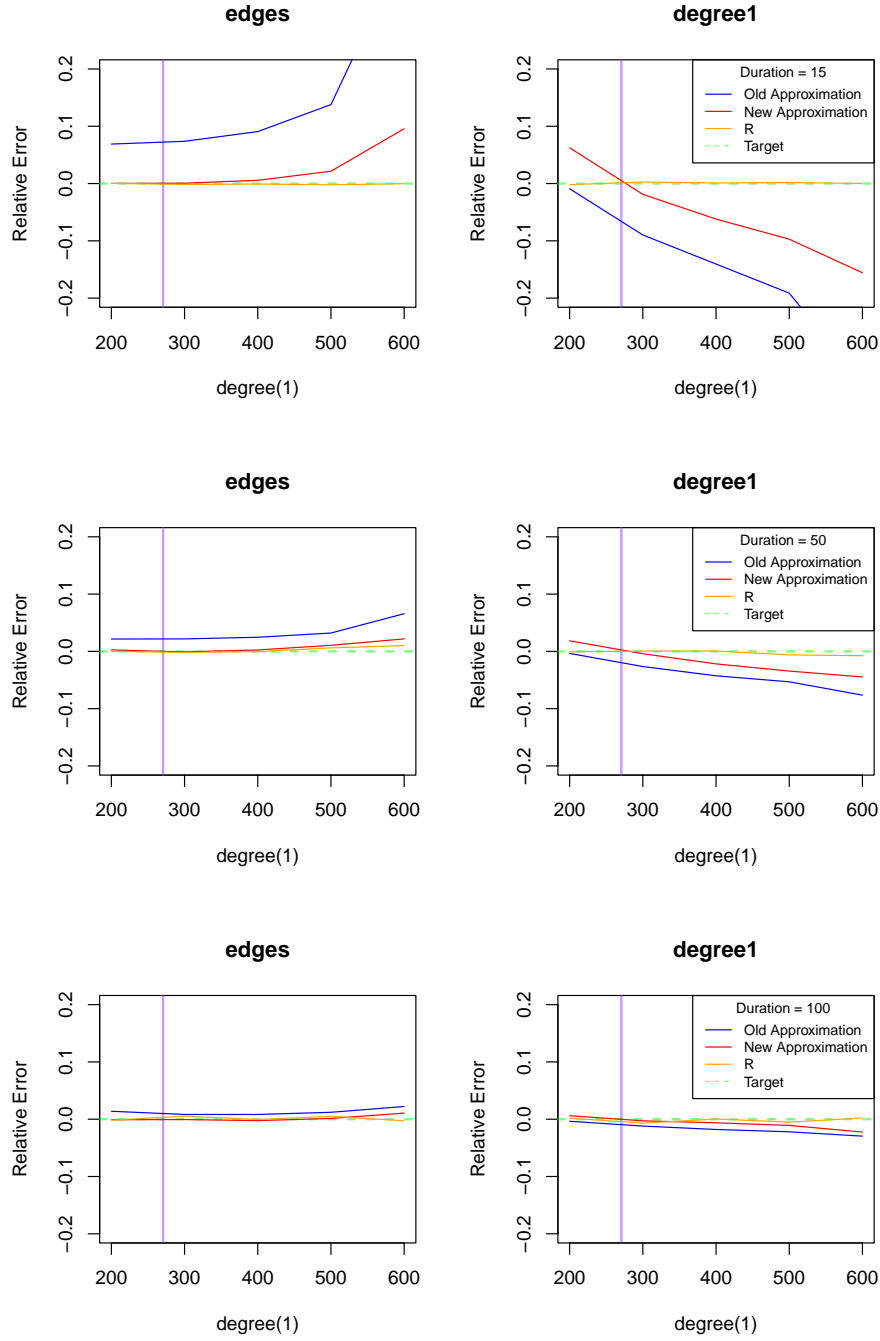 edges
degree1
Relative Error
0.2
0.1
0.0
−0.1
−0.2
200 300 400 500 600
degree(1)
Relative Error
0.2
0.1
0.0
−0.1
−0.2
Duration = 15
Old Approximation
New Approximation
R
Target
200 300 400 500 600
degree(1)
edges
degree1
Relative Error
0.2
0.1
0.0
−0.1
−0.2
200 300 400 500 600
degree(1)
Relative Error
0.2
0.1
0.0
−0.1
−0.2
Duration = 50
Old Approximation
New Approximation
R
Target
200 300 400 500 600
degree(1)
edges
degree1
Relative Error
0.2
0.1
0.0
−0.1
−0.2
200 300 400 500 600
degree(1)
Relative Error
0.2
0.1
0.0
−0.1
−0.2
Duration = 100
Old Approximation
New Approximation
R
Target
200 300 400 500 600
degree(1)